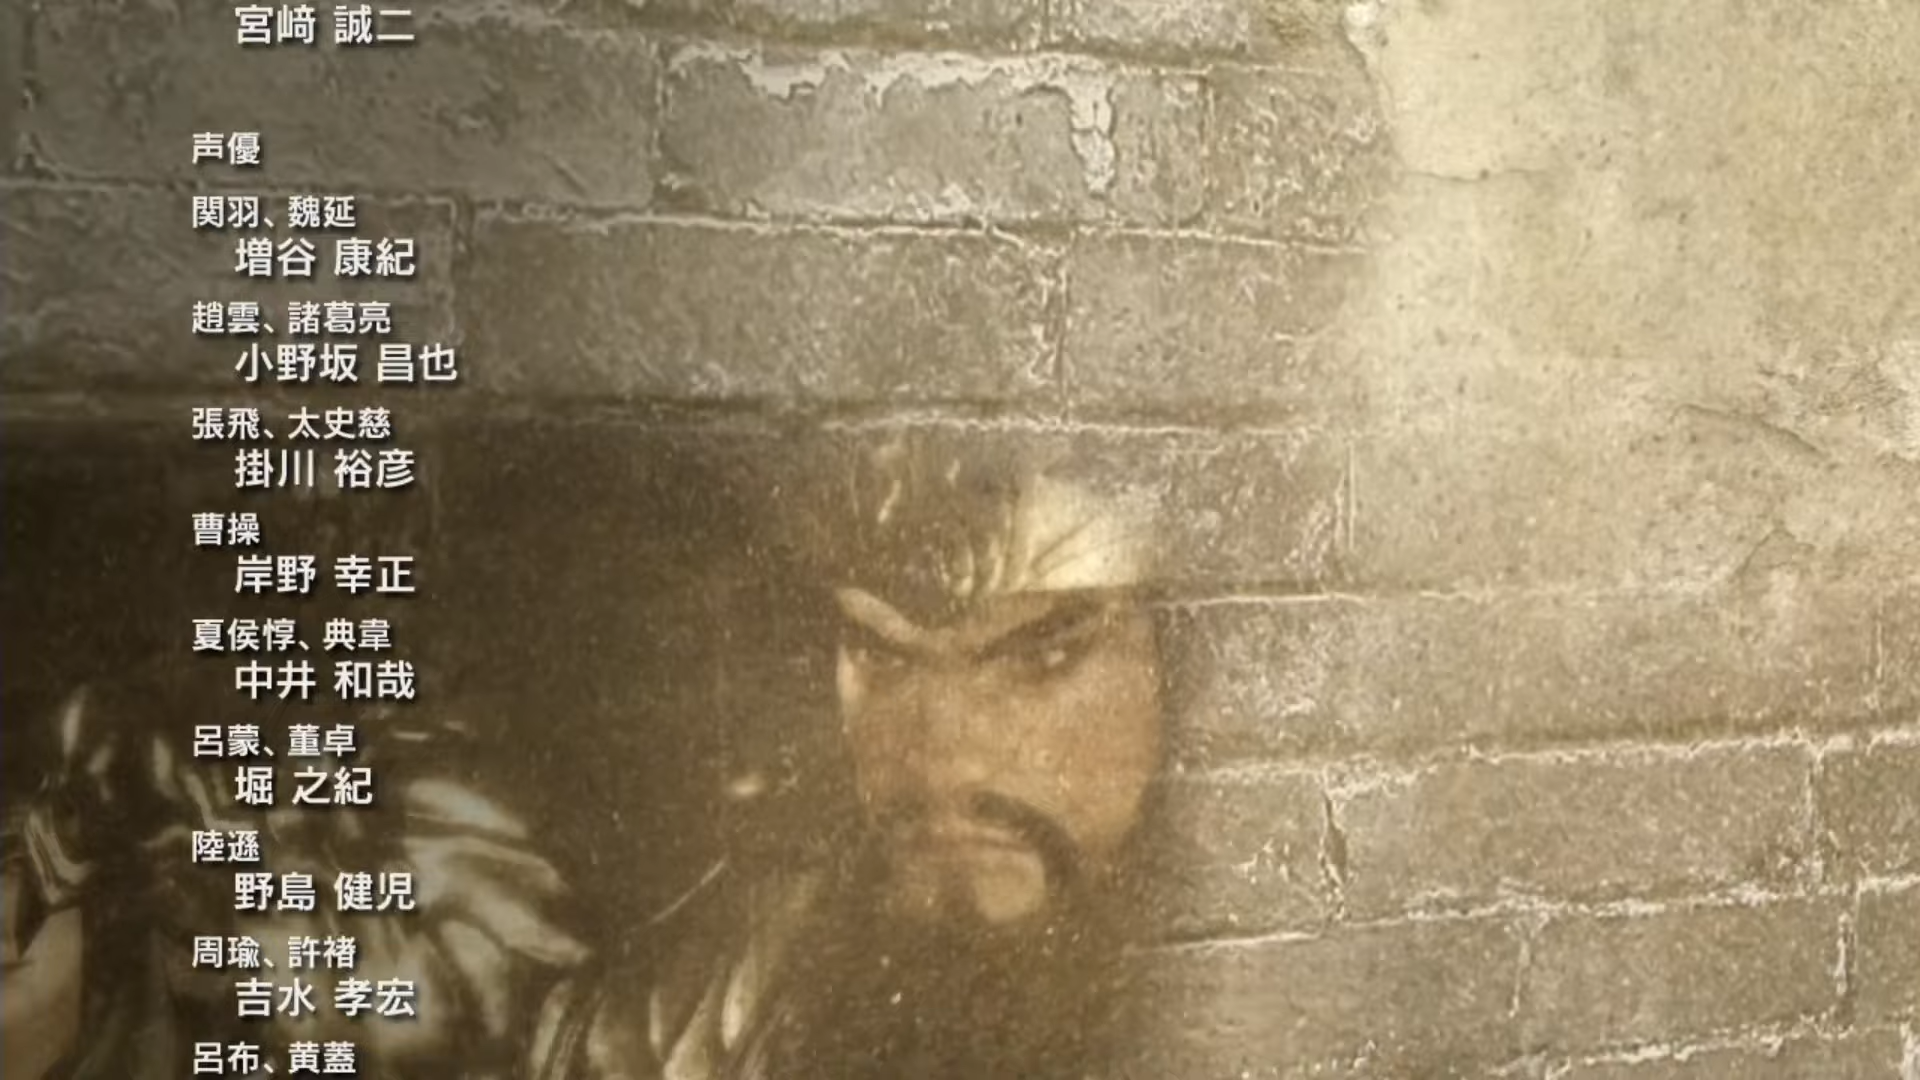 宮﨑 誠二
声優
関羽、魏延
増谷 康紀
趙雲、諸葛亮
小野坂 昌也
張飛、太史慈
掛川 裕彦
曹操
岸野 幸正
夏侯惇、典韋
中井 和哉
呂蒙、董卓
堀 之紀
陸遜
野島 健児
周瑜、許褚
吉水 孝宏
呂布、黄蓋